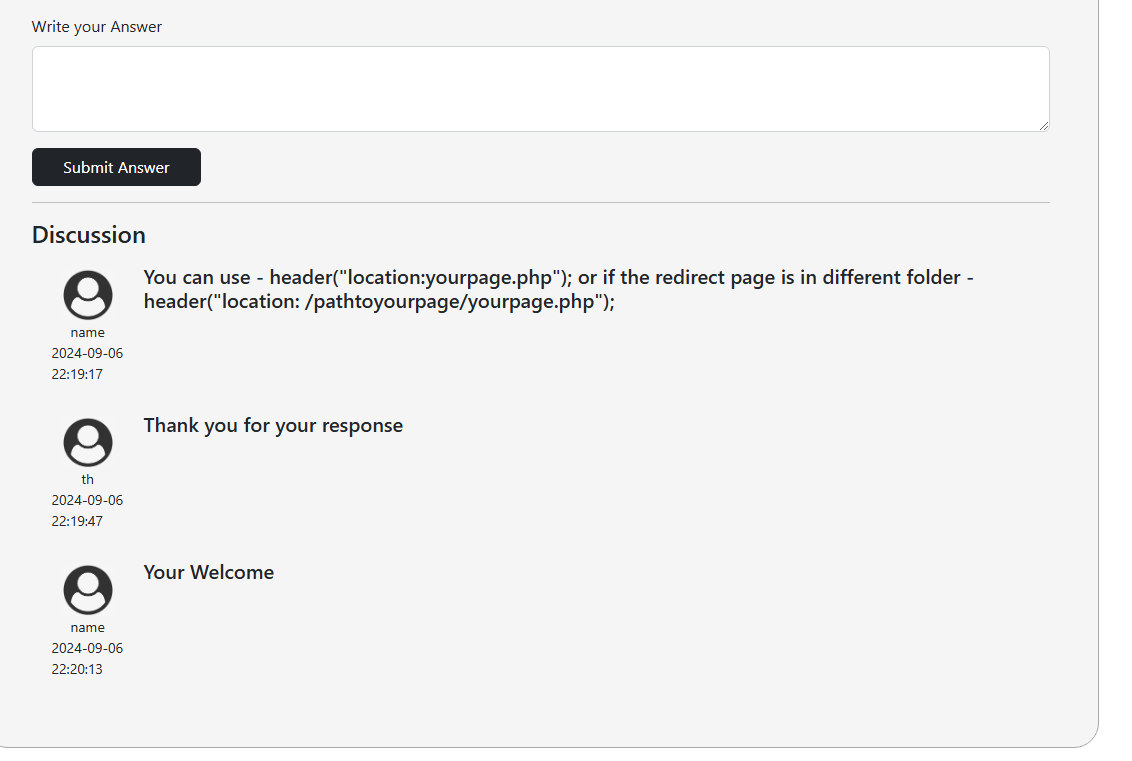 Write your Answer
Submit Answer
Discussion
You can use - header("location:yourpage.php"); or if the redirect page is in different folder -
header("location: /pathtoyourpage/yourpage.php");
name
2024-09-06
22:19:17
Thank you for your response
th
2024-09-06
22:19:47
Your Welcome
name
2024-09-06
22:20:13